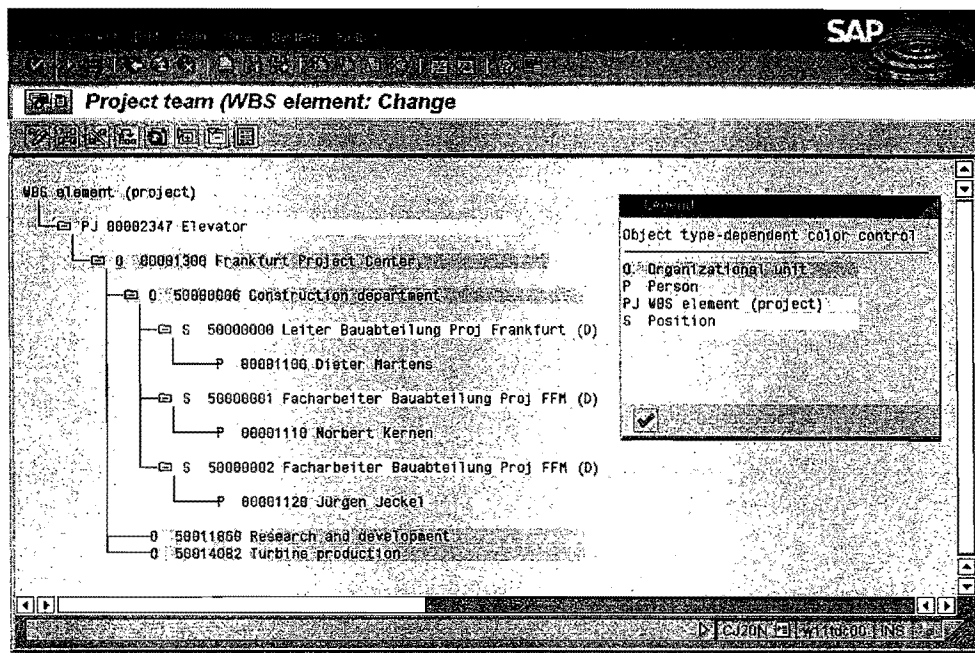 SAP
Project team (WBS element: Change
WBS element (project)
PJ 00002347 Elevator
O 00001300 Frankfurt Project Center,
O 50000006 Construction department
S 50000000 Leiter Bauabteilung Proj Frankfurt (D)
P 00001100 Dieter Martens
S 50000001 Facharbeiter Bauabteilung Proj FFM (D)
P 00001110 Norbert Kernen
S 50000002 Facharbeiter Bauabteilung Proj FFM (D)
P 00001120 Jürgen Jeckel
O 50011860 Research and development
O 50014082 Turbine production
Legend
Object type-dependent color control
O Organizational unit
P Person
PJ WBS element (project)
S Position
CJ20N
INS